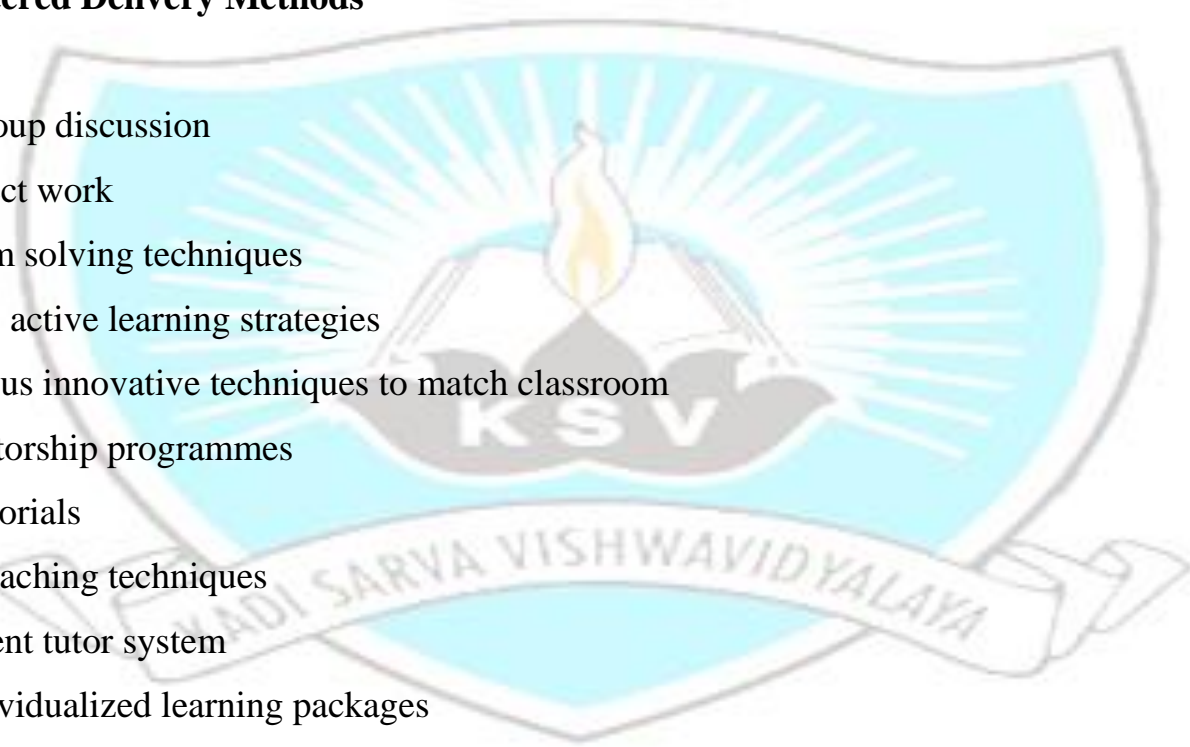 ered Delivery Methods
oup discussion
ct work
m solving techniques
active learning strategies
us innovative techniques to match classroom
torship programmes
KSV
orials
KADI SARVA VISHWAVIDYALAYA
aching techniques
ent tutor system
vidualized learning packages